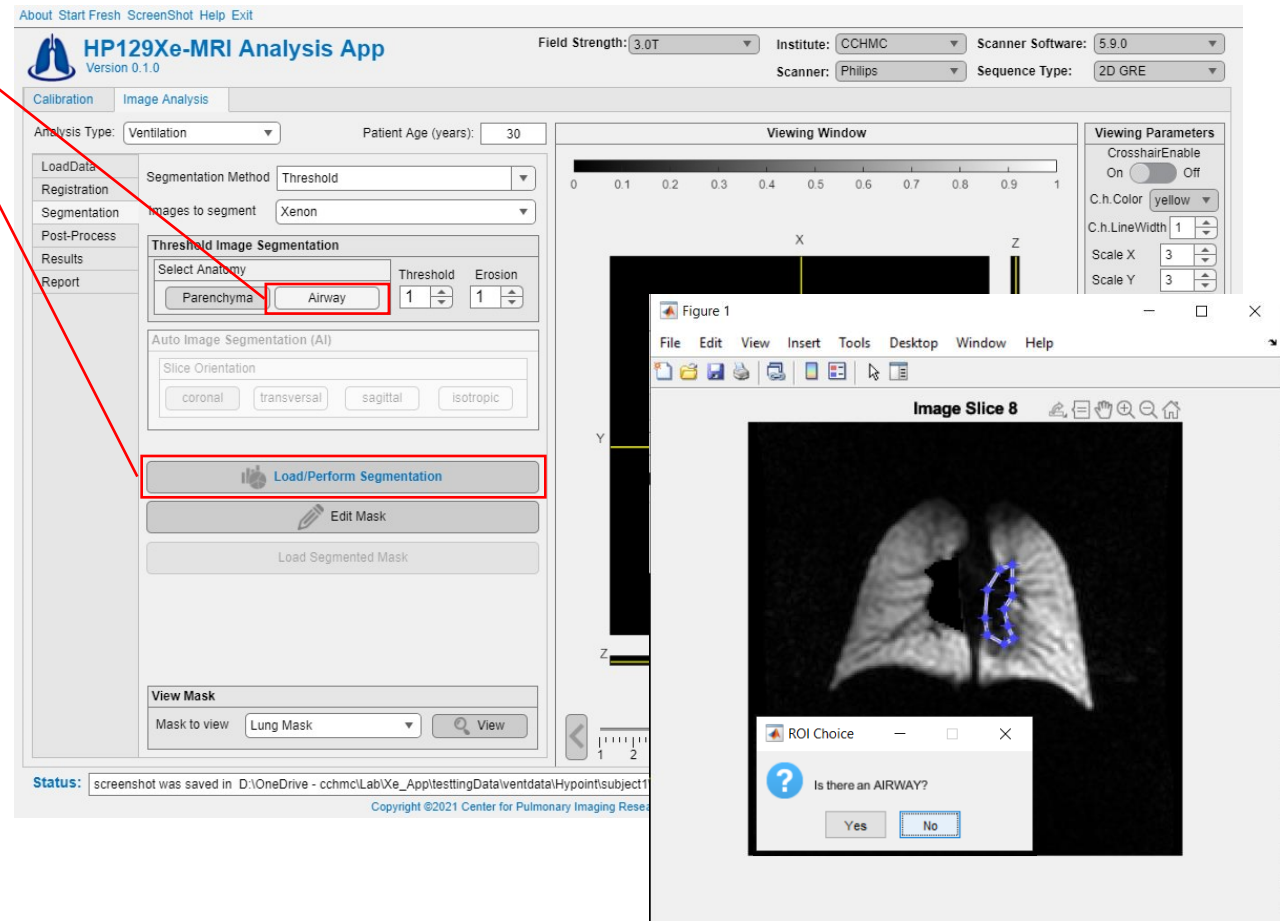 About Start Fresh ScreenShot Help Exit
HP129Xe-MRI Analysis App
Version 0.1.0
Field Strength: 3.0T
Institute: CCHMC
Scanner Software: 5.9.0
Scanner: Philips
Sequence Type: 2D GRE
Calibration
Image Analysis
Analysis Type: Ventilation
Patient Age (years): 30
LoadData
Registration
Segmentation
Post-Process
Results
Report
Segmentation Method Threshold
Images to segment Xenon
Threshold Image Segmentation
Select Anatomy
Parenchyma
Airway
Threshold
1
Erosion
1
Auto Image Segmentation (AI)
Slice Orientation
coronal
transversal
sagittal
isotropic
Load/Perform Segmentation
Edit Mask
Load Segmented Mask
View Mask
Mask to view Lung Mask
View
Viewing Window
0 0.1 0.2 0.3 0.4 0.5 0.6 0.7 0.8 0.9 1
X
Z
Y
Z
1 2
Viewing Parameters
CrosshairEnable
On Off
C.h.Color yellow
C.h.LineWidth 1
Scale X 3
Scale Y 3
Figure 1
File Edit View Insert Tools Desktop Window Help
Image Slice 8
ROI Choice
Is there an AIRWAY?
Yes
No
Status: screenshot was saved in D:\OneDrive - cchmc\Lab\Xe_App\testtingData\ventdata\Hypoint\subject1
Copyright ©2021 Center for Pulmonary Imaging